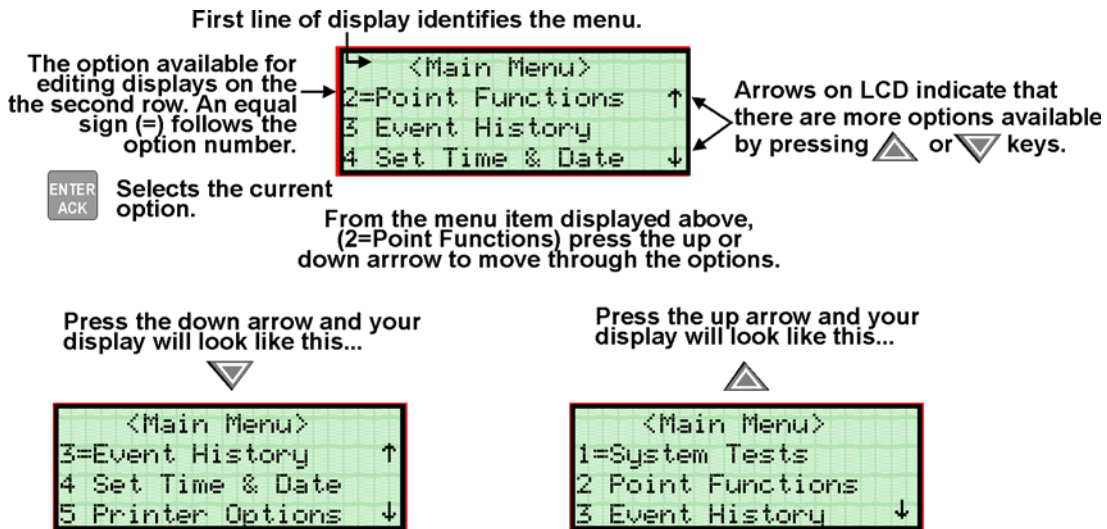 First line of display identifies the menu.
The option available for
editing displays on the
the second row. An equal
sign (=) follows the
option number.
<Main Menu>
2=Point Functions ↑
3 Event History
4 Set Time & Date ↓
Arrows on LCD indicate that
there are more options available
by pressing or keys.
ENTER
ACK
Selects the current
option.
From the menu item displayed above,
(2=Point Functions) press the up or
down arrrow to move through the options.
Press the down arrow and your
display will look like this...
<Main Menu>
3=Event History ↑
4 Set Time & Date
5 Printer Options ↓
Press the up arrow and your
display will look like this...
<Main Menu>
1=System Tests
2 Point Functions
3 Event History ↓